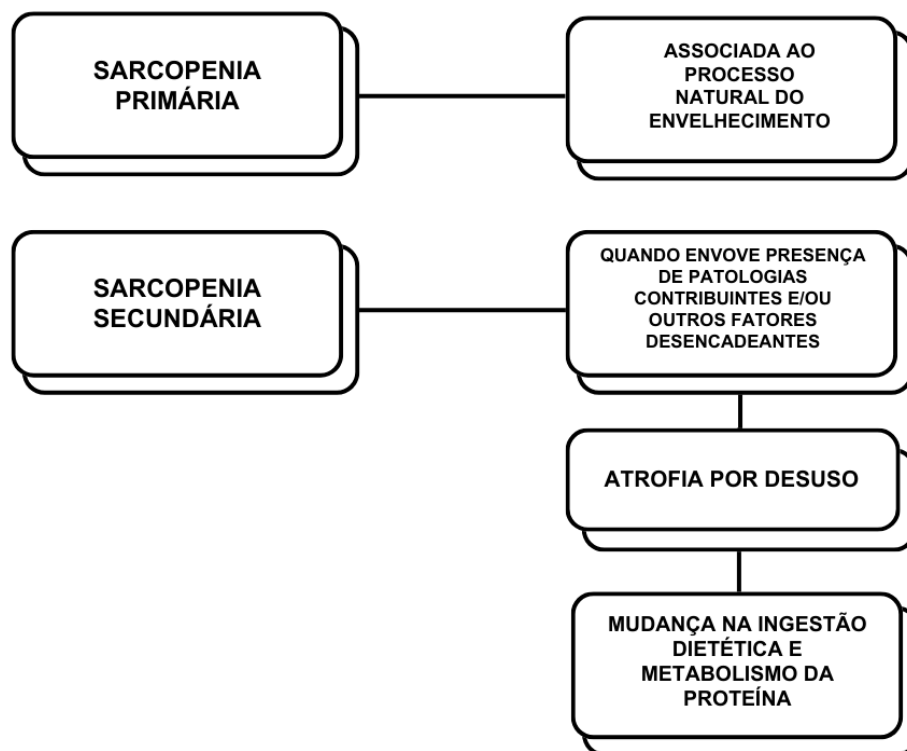 SARCOPENIA
PRIMÁRIA
ASSOCIADA AO
PROCESSO
NATURAL DO
ENVELHECIMENTO
SARCOPENIA
SECUNDÁRIA
QUANDO ENVOVE PRESENÇA
DE PATOLOGIAS
CONTRIBUINTES E/OU
OUTROS FATORES
DESENCADEANTES
ATROFIA POR DESUSO
MUDANÇA NA INGESTÃO
DIETÉTICA E
METABOLISMO DA
PROTEÍNA